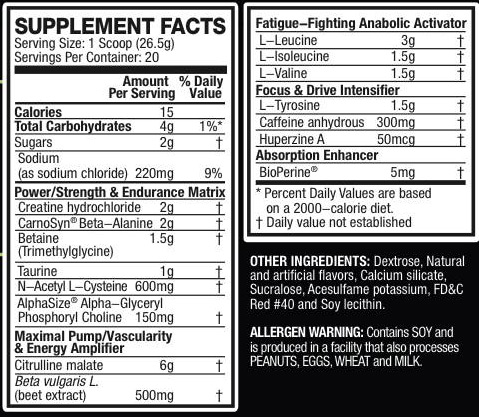 SUPPLEMENT FACTS
Serving Size: 1 Scoop (26.5g)
Servings Per Container: 20
Amount % Daily
Per Serving Value
Calories 15
Total Carbohydrates 4g 1%*
Sugars 2g †
Sodium
(as sodium chloride) 220mg 9%
Power/Strength & Endurance Matrix
Creatine hydrochloride 2g †
CarnoSyn® Beta–Alanine 2g †
Betaine 1.5g †
(Trimethylglycine)
Taurine 1g †
N–Acetyl L–Cysteine 600mg †
AlphaSize® Alpha–Glyceryl
Phosphoryl Choline 150mg †
Maximal Pump/Vascularity
& Energy Amplifier
Citrulline malate 6g †
Beta vulgaris L.
(beet extract) 500mg †
Fatigue–Fighting Anabolic Activator
L–Leucine 3g †
L–Isoleucine 1.5g †
L–Valine 1.5g †
Focus & Drive Intensifier
L–Tyrosine 1.5g †
Caffeine anhydrous 300mg †
Huperzine A 50mcg †
Absorption Enhancer
BioPerine® 5mg †
* Percent Daily Values are based
on a 2000–calorie diet.
† Daily value not established
OTHER INGREDIENTS: Dextrose, Natural
and artificial flavors, Calcium silicate,
Sucralose, Acesulfame potassium, FD&C
Red #40 and Soy lecithin.
ALLERGEN WARNING: Contains SOY and
is produced in a facility that also processes
PEANUTS, EGGS, WHEAT and MILK.